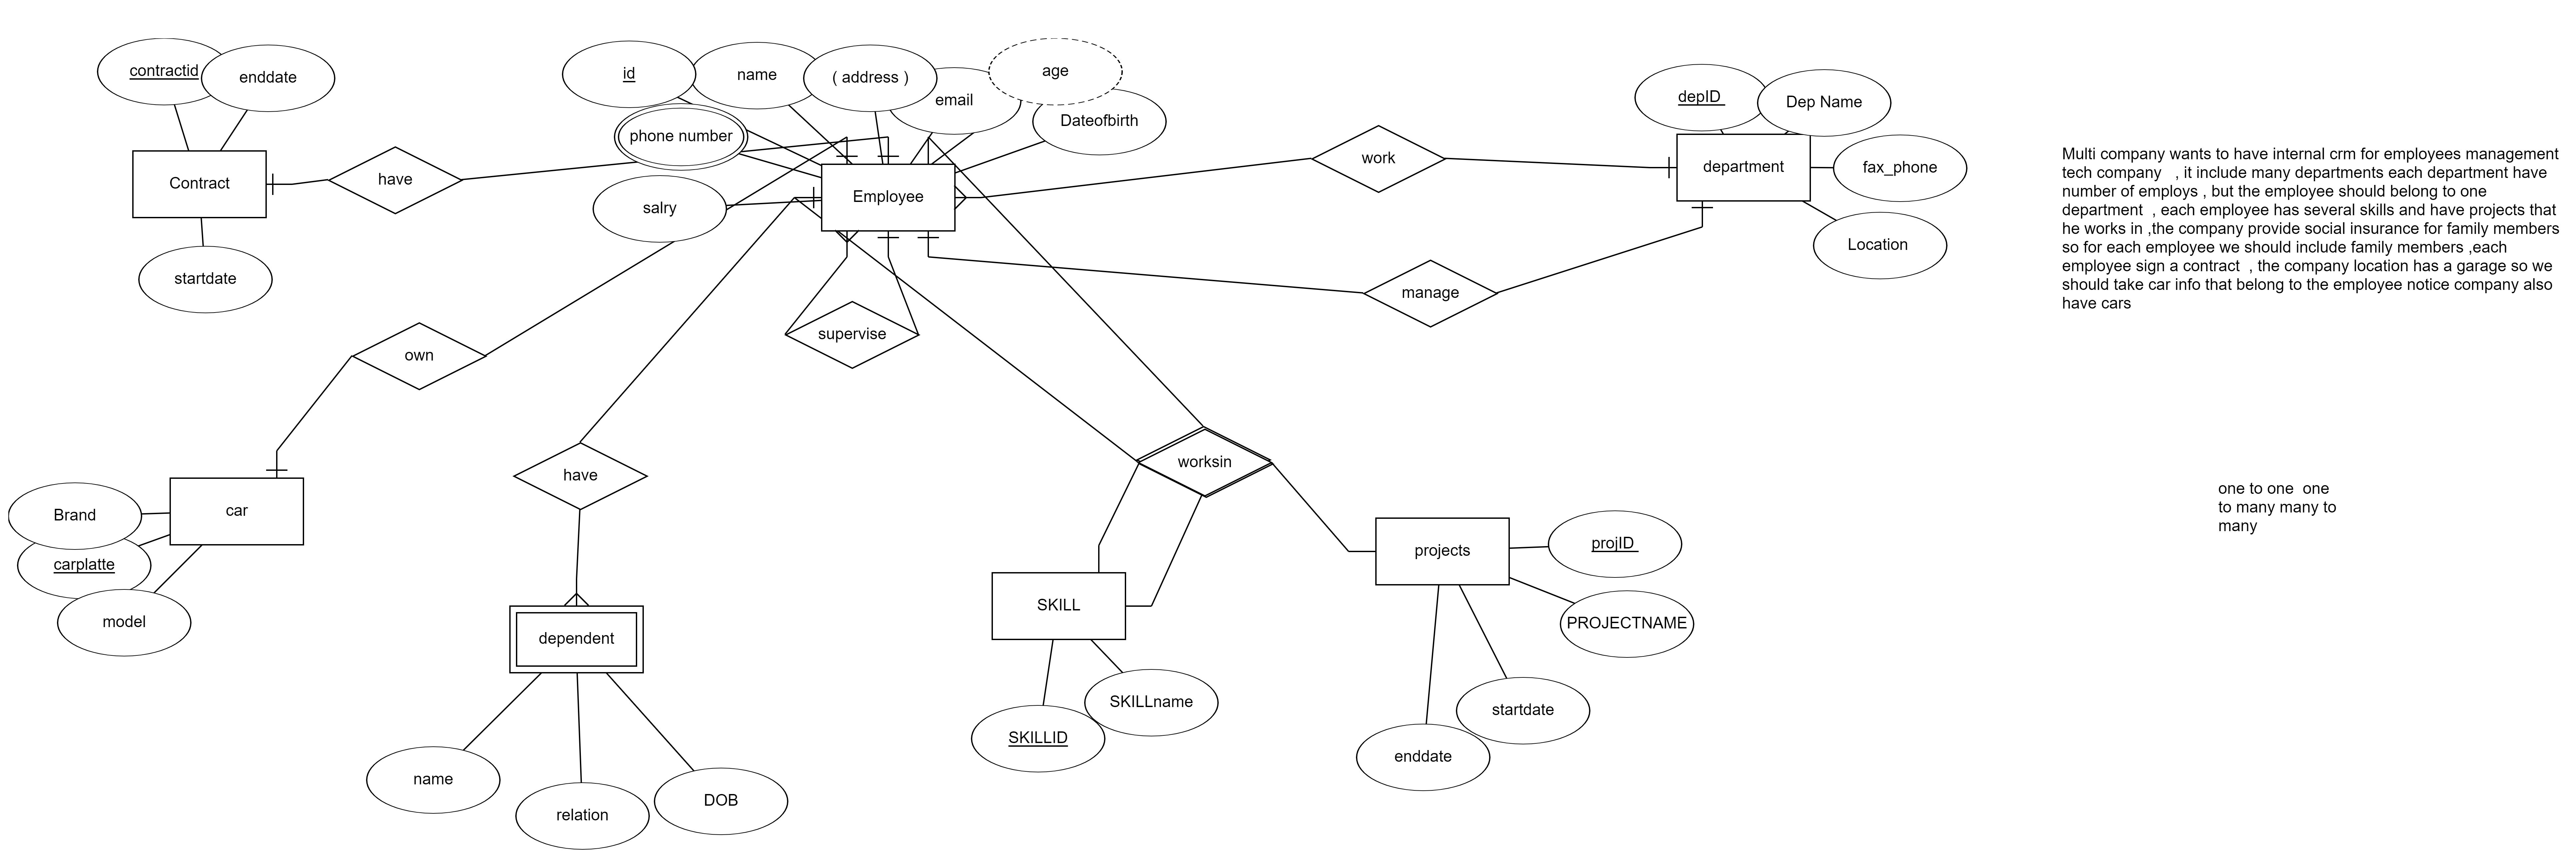 contractid
enddate
Contract
startdate
have
id
name
( address )
email
age
Dateofbirth
phone number
salry
Employee
work
depID
Dep Name
department
fax_phone
Location
manage
supervise
own
car
Brand
carplatte
model
have
dependent
name
relation
DOB
worksin
SKILL
SKILLID
SKILLname
projects
projID
PROJECTNAME
startdate
enddate
Multi company wants to have internal crm for employees management
tech company , it include many departments each department have
number of employs , but the employee should belong to one
department , each employee has several skills and have projects that
he works in ,the company provide social insurance for family members
so for each employee we should include family members ,each
employee sign a contract , the company location has a garage so we
should take car info that belong to the employee notice company also
have cars
one to one one
to many many to
many